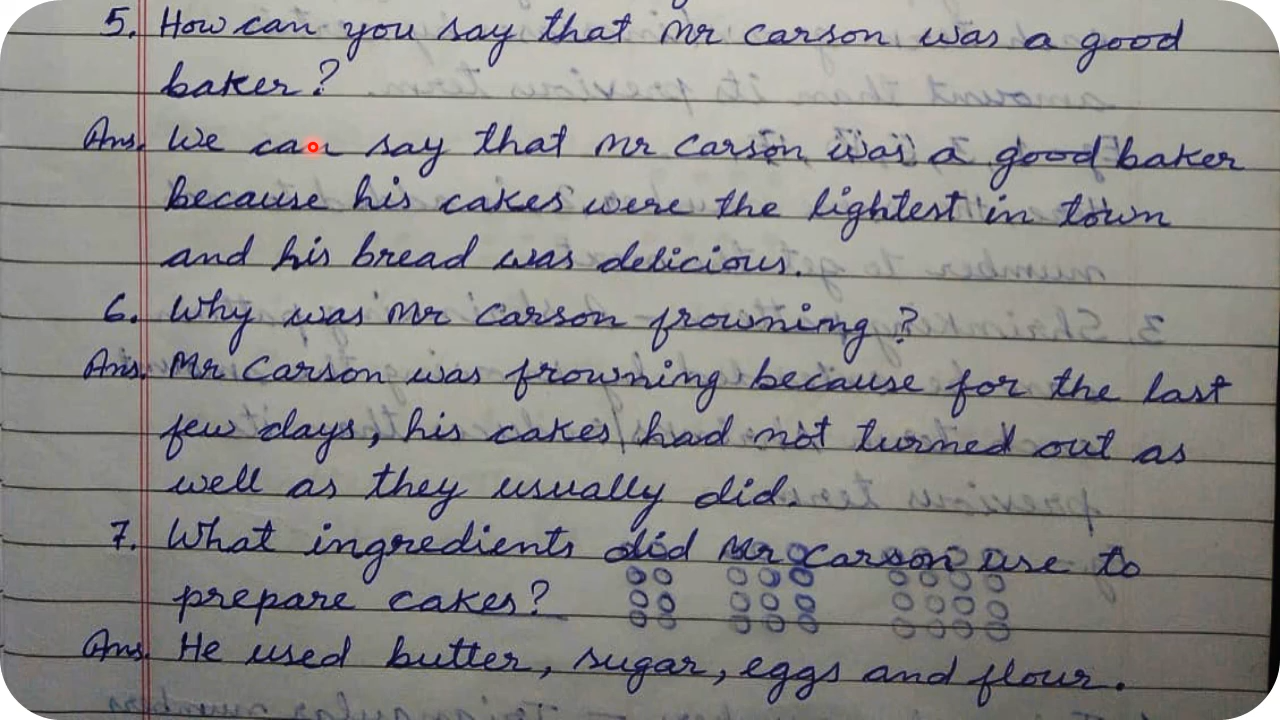 5. How can you say that Mr Carson was a good
baker?
Ans. We can say that Mr Carson was a good baker
because his cakes were the lightest in town
and his bread was delicious.
6. Why was Mr Carson frowning?
Ans. Mr Carson was frowning because for the last
few days, his cakes had not turned out as
well as they usually did.
7. What ingredients did Mr Carson use to
prepare cakes?
Ans. He used butter, sugar, eggs and flour.